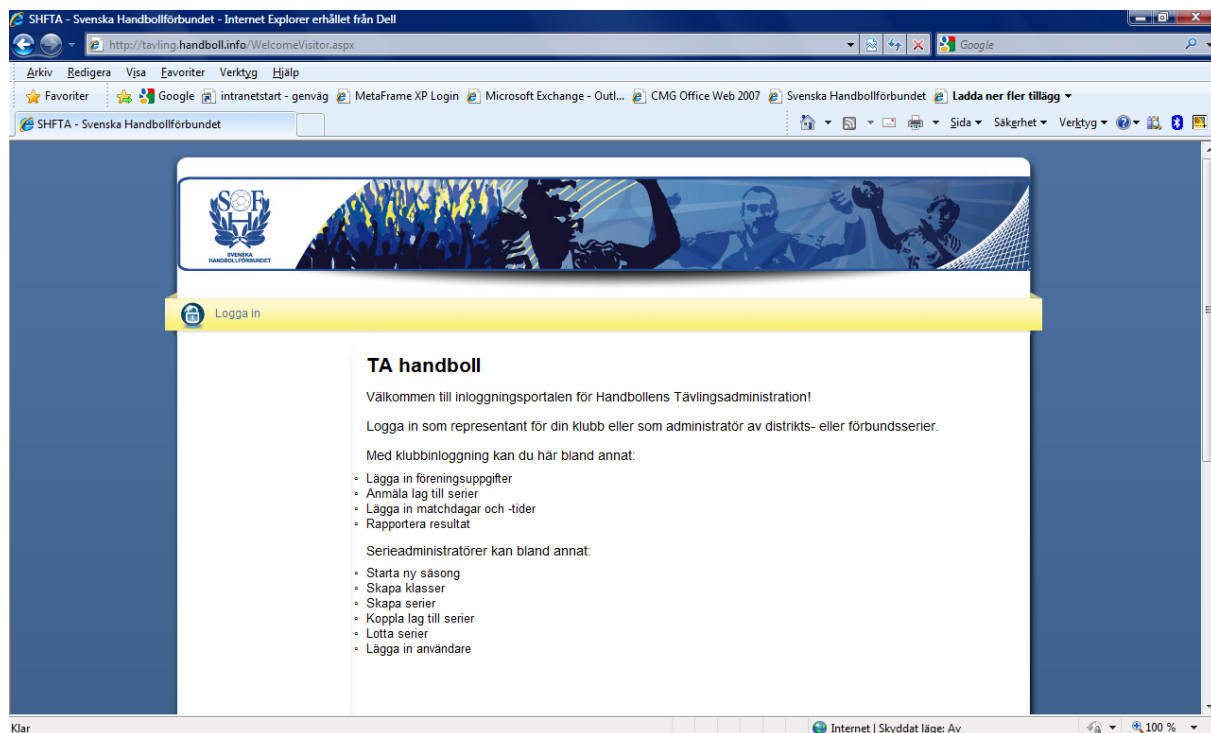 SHFTA - Svenska Handbollförbundet - Internet Explorer erhållet från Dell
http://tavling.handboll.info/WelcomeVisitor.aspx
Google
Arkiv Redigera Visa Favoriter Verktyg Hjälp
Favoriter Google intranetstart - genväg MetaFrame XP Login Microsoft Exchange - Outl... CMG Office Web 2007 Svenska Handbollförbundet Ladda ner fler tillägg
SHFTA - Svenska Handbollförbundet
Sida Säkerhet Verktyg
SHF
SVENSKA
HANDBOLLFÖRBUNDET
Logga in
TA handboll
Välkommen till inloggningsportalen för Handbollens Tävlingsadministration!
Logga in som representant för din klubb eller som administratör av distrikts- eller förbundsserier.
Med klubbinloggning kan du här bland annat:
Lägga in föreningsuppgifter
Anmäla lag till serier
Lägga in matchdagar och -tider
Rapportera resultat
Serieadministratörer kan bland annat:
Starta ny säsong
Skapa klasser
Skapa serier
Koppla lag till serier
Lotta serier
Lägga in användare
Klar
Internet | Skyddat läge: Av
100 %